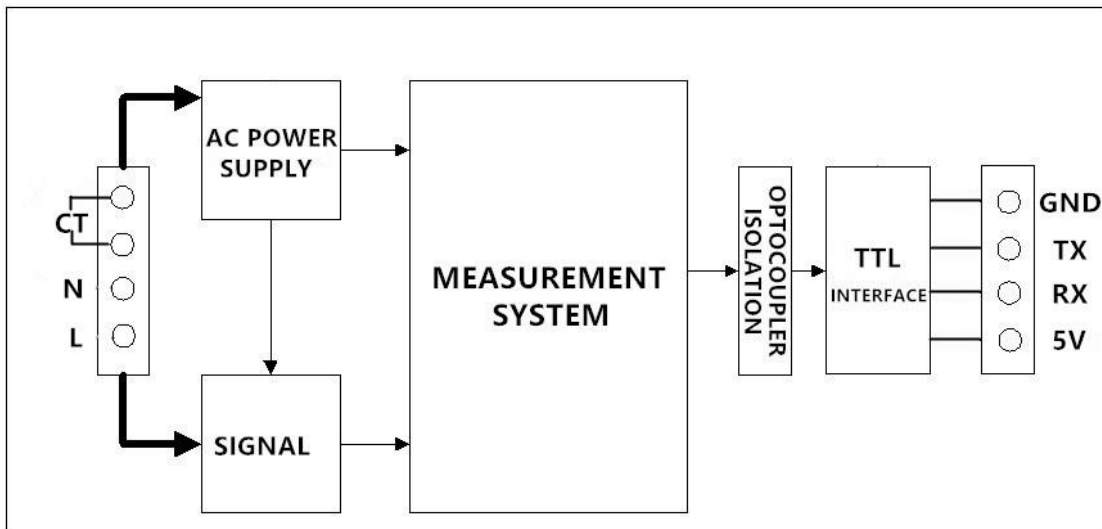 AC POWER
SUPPLY
CT
N
L
SIGNAL
MEASUREMENT
SYSTEM
OPTOCOUPLER
ISOLATION
TTL
INTERFACE
GND
TX
RX
5V